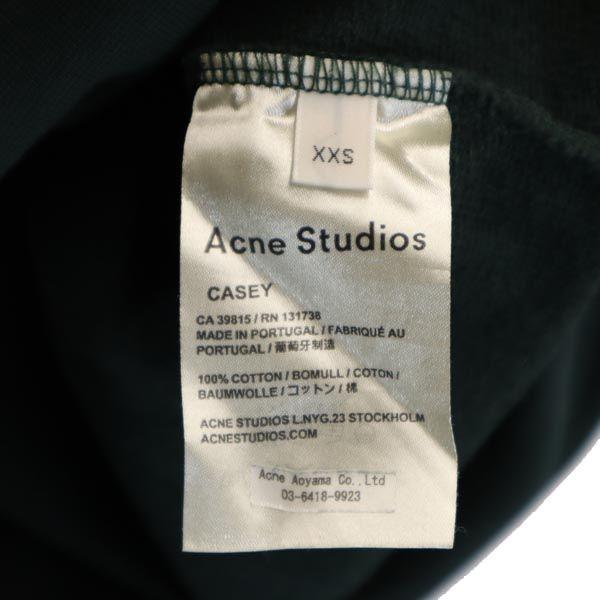 XXS
Acne Studios
CASEY
CA 39815 / RN 131738
MADE IN PORTUGAL / FABRIQUÉ AU
PORTUGAL / 葡萄牙制造
100% COTTON / BOMULL / COTON /
BAUMWOLLE / コットン / 棉
ACNE STUDIOS L.NYG.23 STOCKHOLM
ACNESTUDIOS.COM
Acne Aoyama Co.,Ltd
03-6418-9923